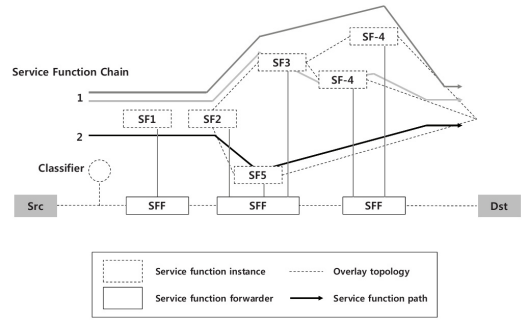 SF-4
SF3
SF-4
Service Function Chain
1
SF1
SF2
2
Classifier
SF5
Src
SFF
SFF
SFF
Dst
Service function instance
Overlay topology
Service function forwarder
Service function path